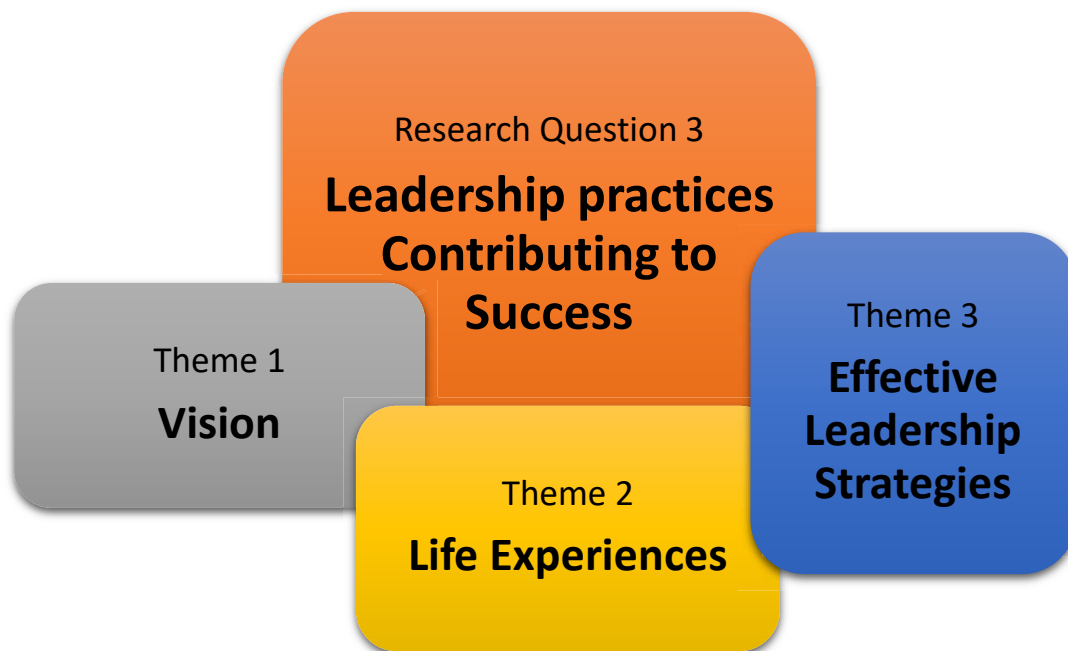 Research Question 3
Leadership practices
Contributing to
Success
Theme 1
Vision
Theme 2
Life Experiences
Theme 3
Effective
Leadership
Strategies